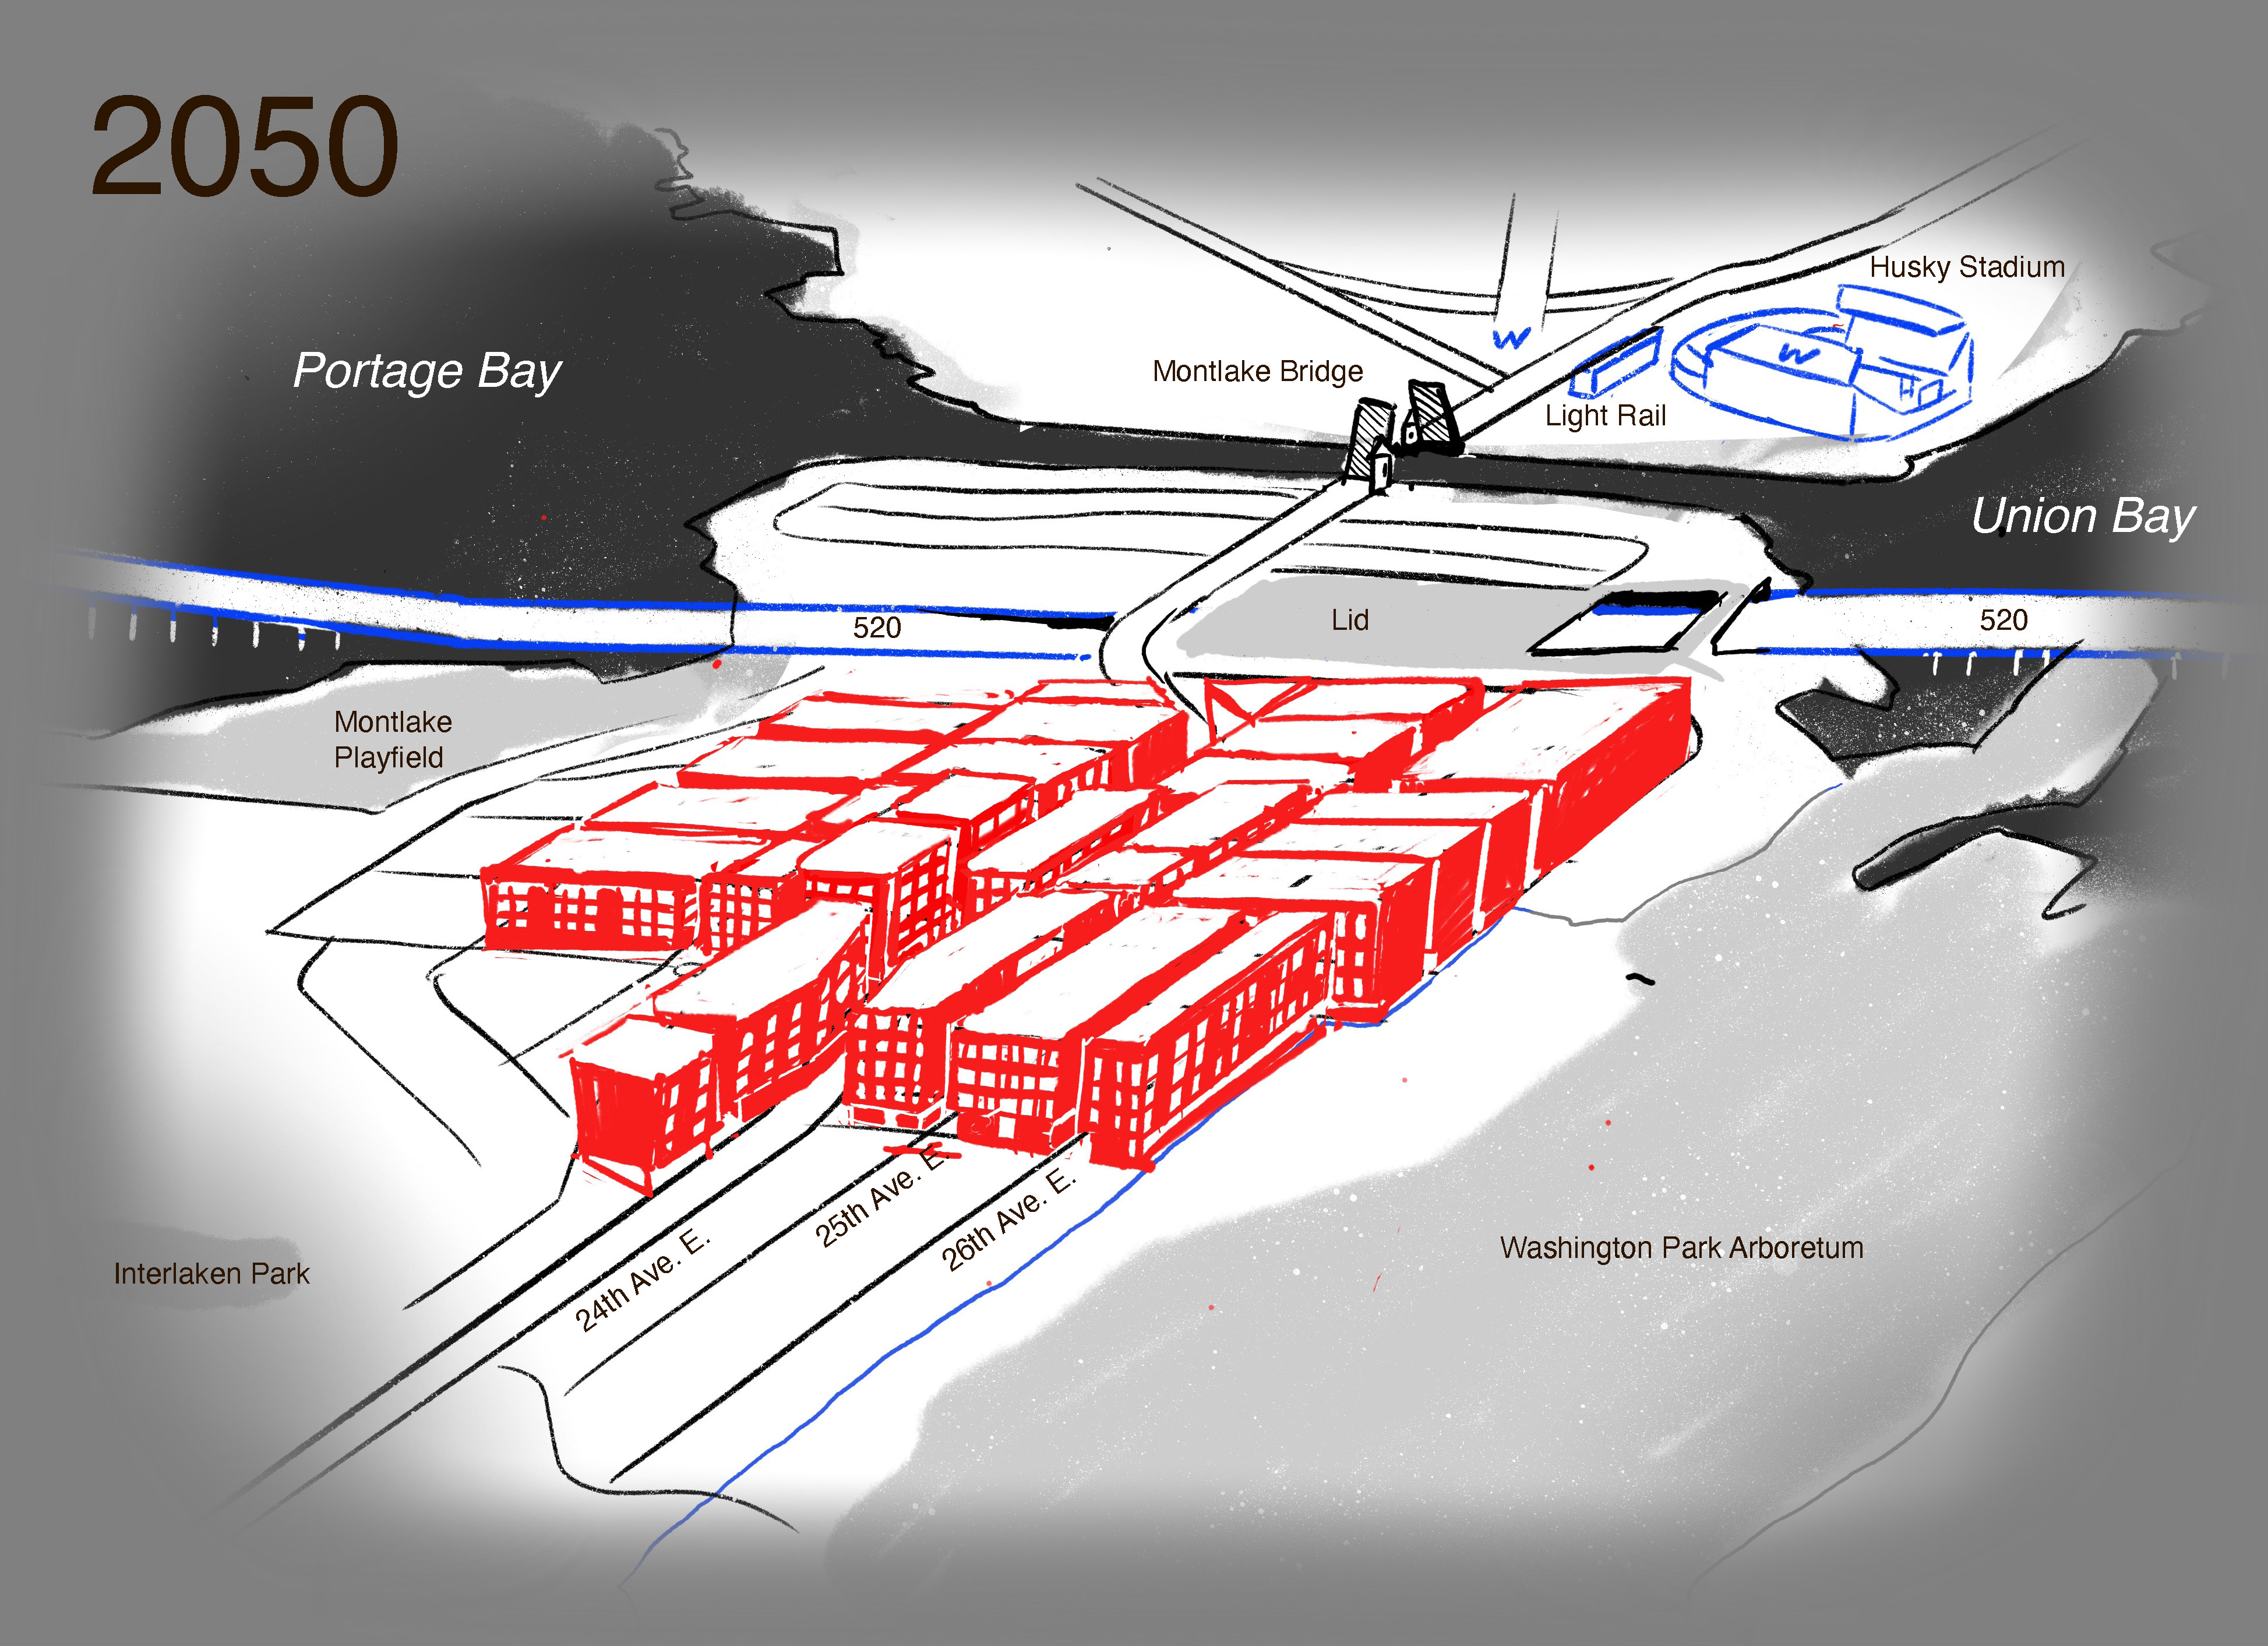 2050
Husky Stadium
Portage Bay
Montlake Bridge
W
W
Light Rail
Union Bay
520
Lid
520
Montlake
Playfield
25th Ave. E.
26th Ave. E.
24th Ave. E.
Washington Park Arboretum
Interlaken Park